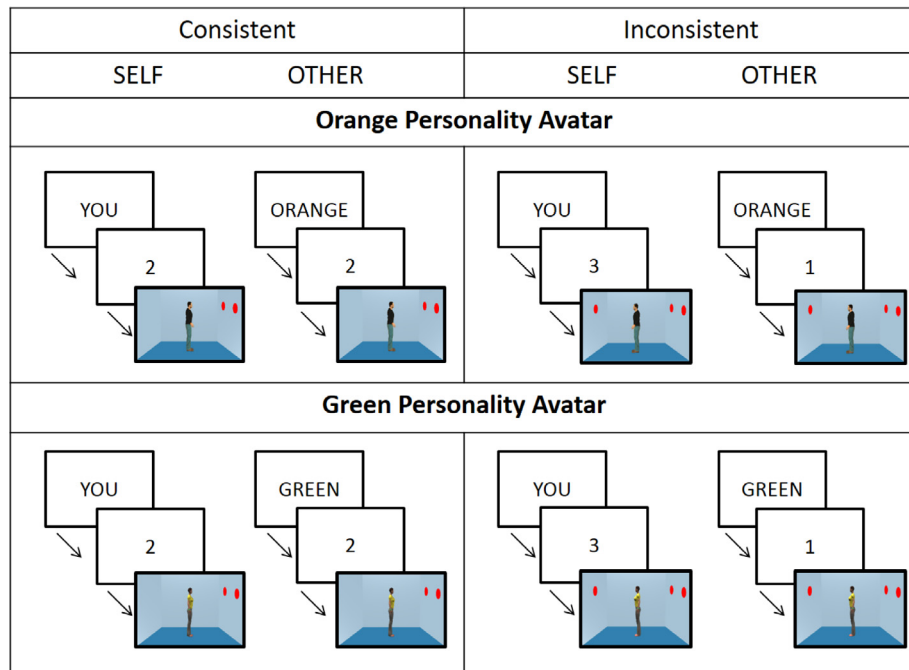 Consistent Inconsistent
SELF OTHER SELF OTHER
Orange Personality Avatar
YOU ORANGE YOU ORANGE
2 2 3 1
Green Personality Avatar
YOU GREEN YOU GREEN
2 2 3 1